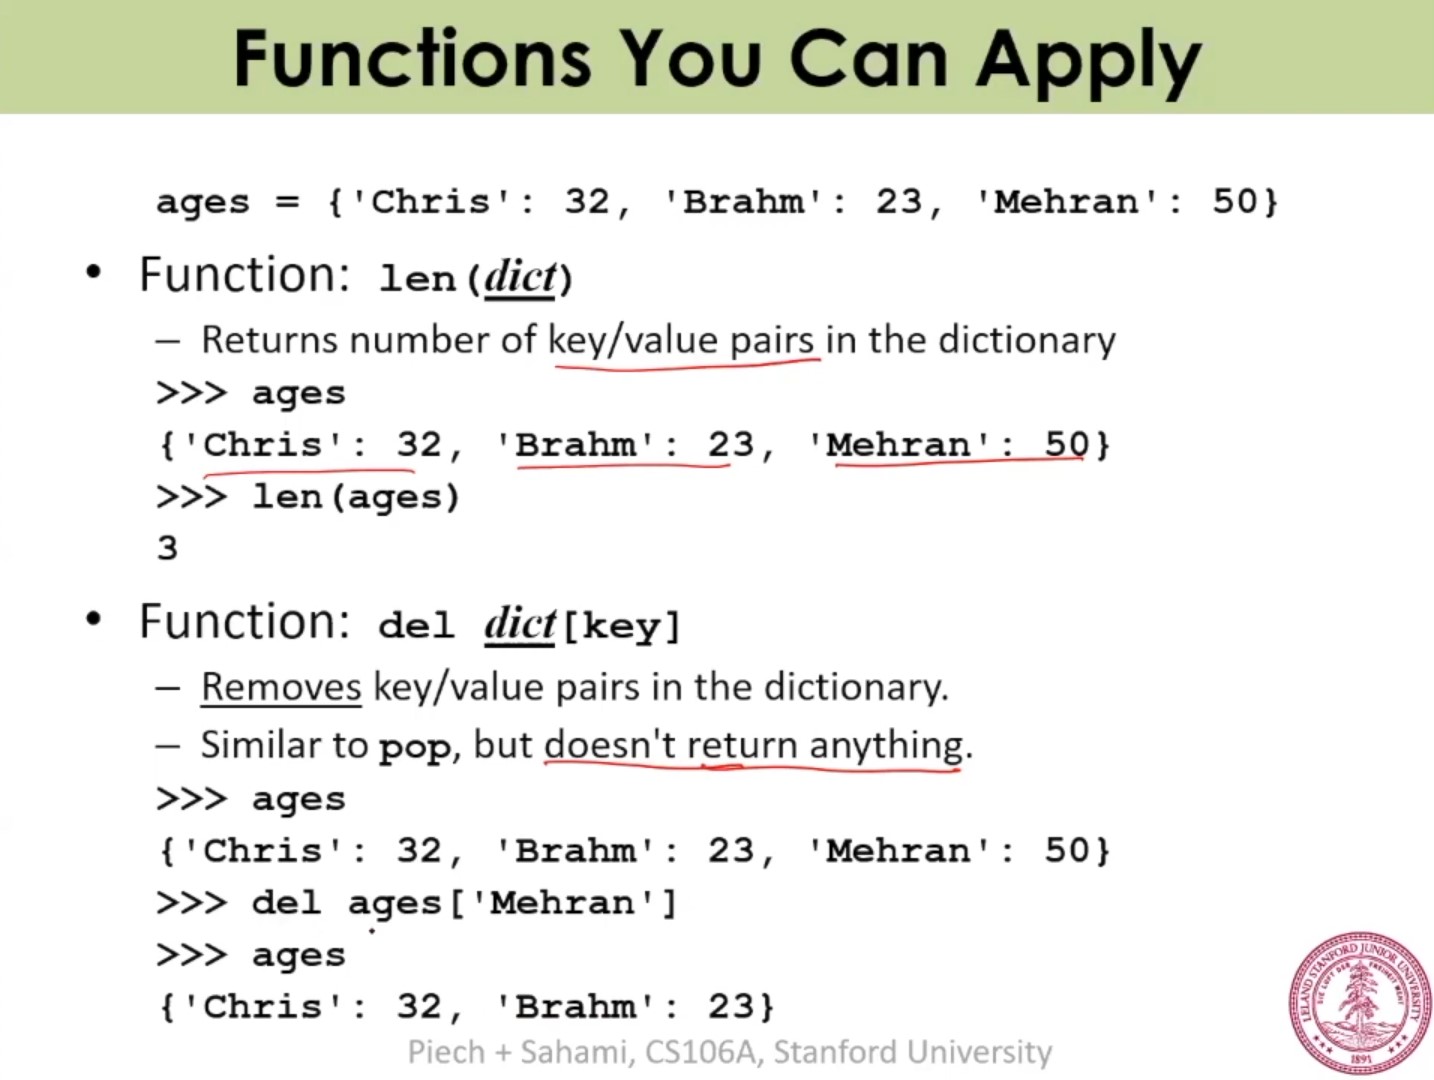 Functions You Can Apply
ages = {'Chris': 32, 'Brahm': 23, 'Mehran': 50}
• Function: len(dict)
– Returns number of key/value pairs in the dictionary
>>> ages
{'Chris': 32, 'Brahm': 23, 'Mehran': 50}
>>> len(ages)
3
• Function: del dict[key]
– Removes key/value pairs in the dictionary.
– Similar to pop, but doesn't return anything.
>>> ages
{'Chris': 32, 'Brahm': 23, 'Mehran': 50}
>>> del ages['Mehran']
>>> ages
{'Chris': 32, 'Brahm': 23}
Piech + Sahami, CS106A, Stanford University
LELAND STANFORD JUNIOR UNIVERSITY
DIE LUFT DER FREIHEIT WEHT
1891